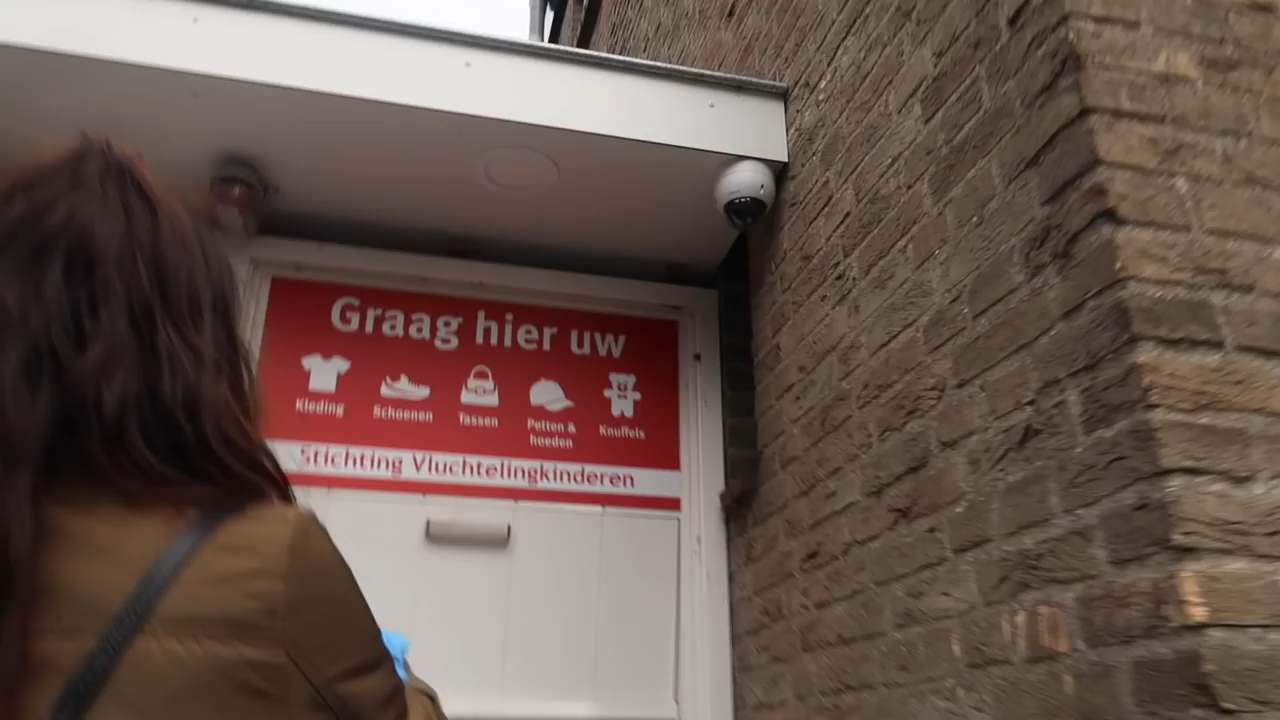 Graag hier uw
Kleding
Schoenen
Tassen
Petten &
hoeden
Knuffels
Stichting Vluchtelingkinderen